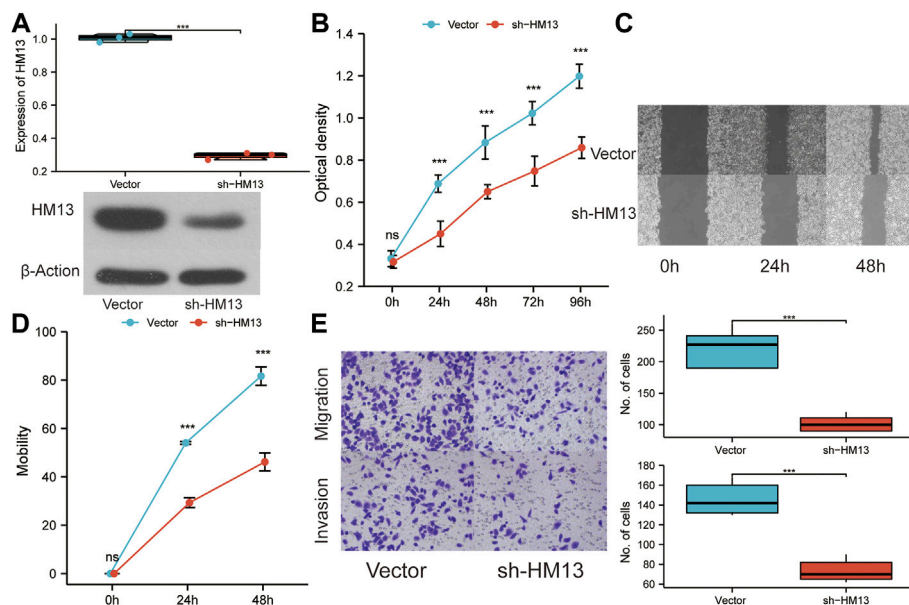 A
***
Expression of HM13
1.0
0.8
0.6
0.4
0.2
Vector
sh-HM13
HM13
β-Action
Vector
sh-HM13
B
Vector
sh-HM13
Optical density
1.4
1.2
1.0
0.8
0.6
0.4
0.2
ns
***
***
***
***
0h
24h
48h
72h
96h
C
Vector
sh-HM13
0h
24h
48h
D
Vector
sh-HM13
Mobility
100
80
60
40
20
0
ns
***
***
0h
24h
48h
E
Migration
Invasion
Vector
sh-HM13
No. of cells
250
200
150
100
***
Vector
sh-HM13
No. of cells
180
160
140
120
100
80
60
***
Vector
sh-HM13